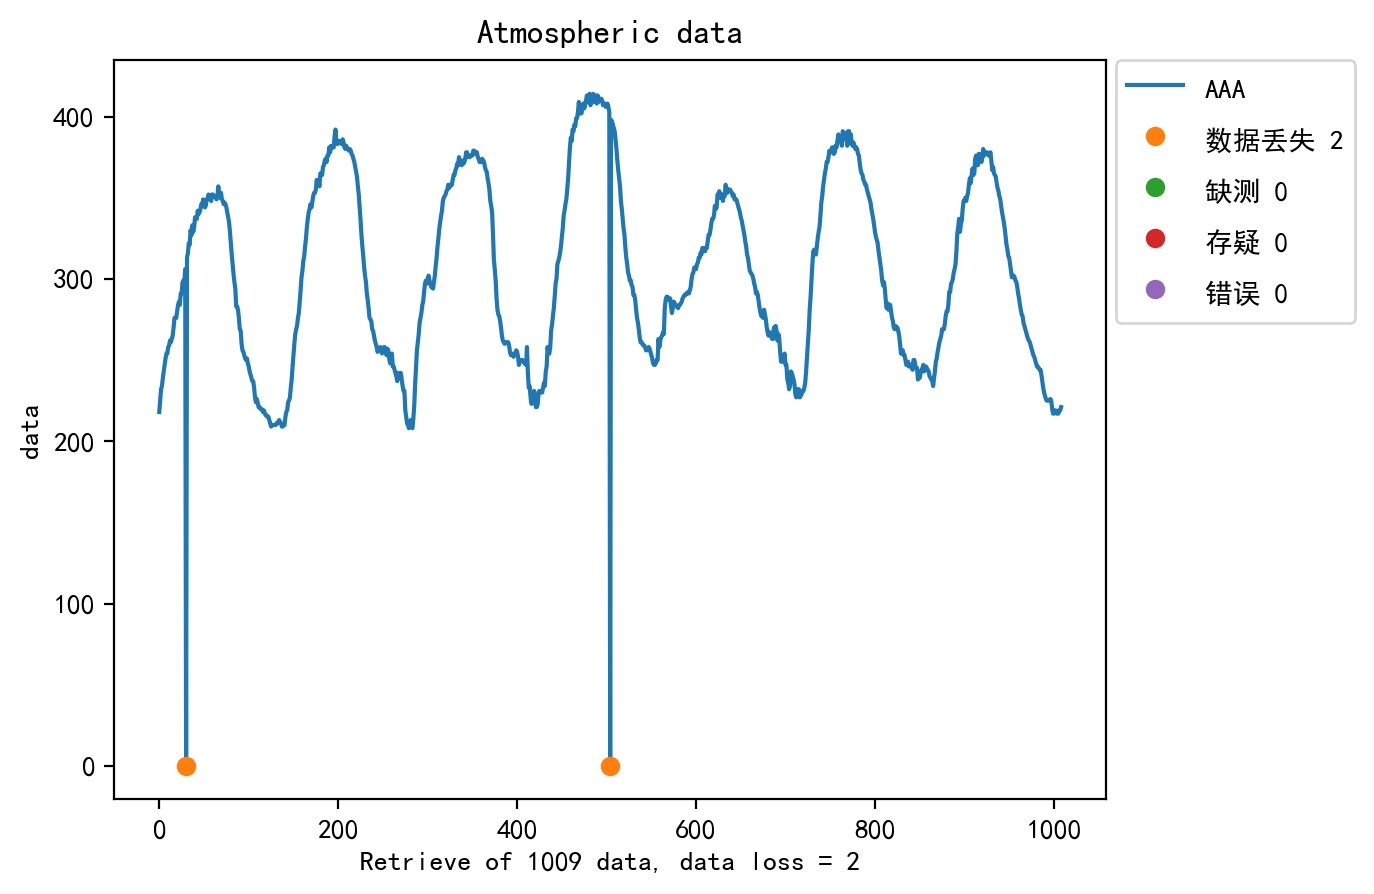 Atmospheric data
AAA
数据丢失 2
缺测 0
存疑 0
错误 0
data
400
300
200
100
0
0 200 400 600 800 1000
Retrieve of 1009 data, data loss = 2